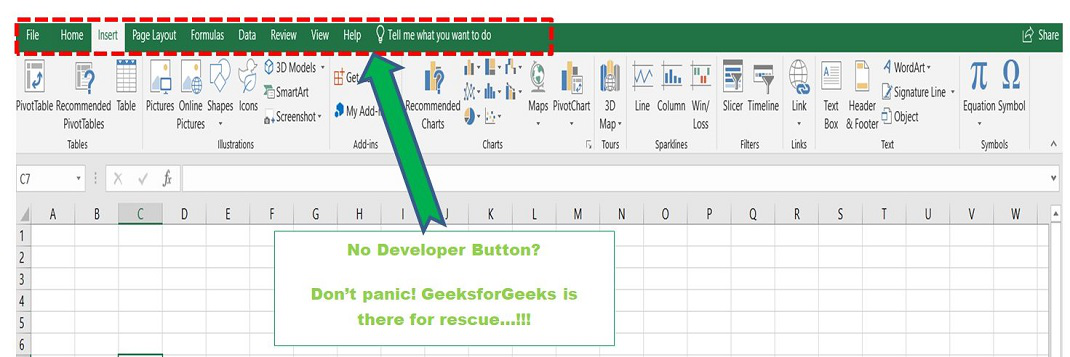 File Home Insert Page Layout Formulas Data Review View Help Tell me what you want to do Share
PivotTable Recommended PivotTables Table
Tables
Pictures Online Pictures Shapes Icons 3D Models SmartArt Screenshot
Illustrations
Get
My Add-
Add-ins
Recommended Charts Maps PivotChart
Charts
3D Map
Tours
Line Column Win/ Loss
Sparklines
Slicer Timeline
Filters
Link
Links
Text Box Header & Footer WordArt Signature Line Object
Text
Equation Symbol
Symbols
C7 fx
A B C D E F G H I J K L M N O P Q R S T U V W
1
2
3
4
5
6
No Developer Button?
Don't panic! GeeksforGeeks is
there for rescue...!!!